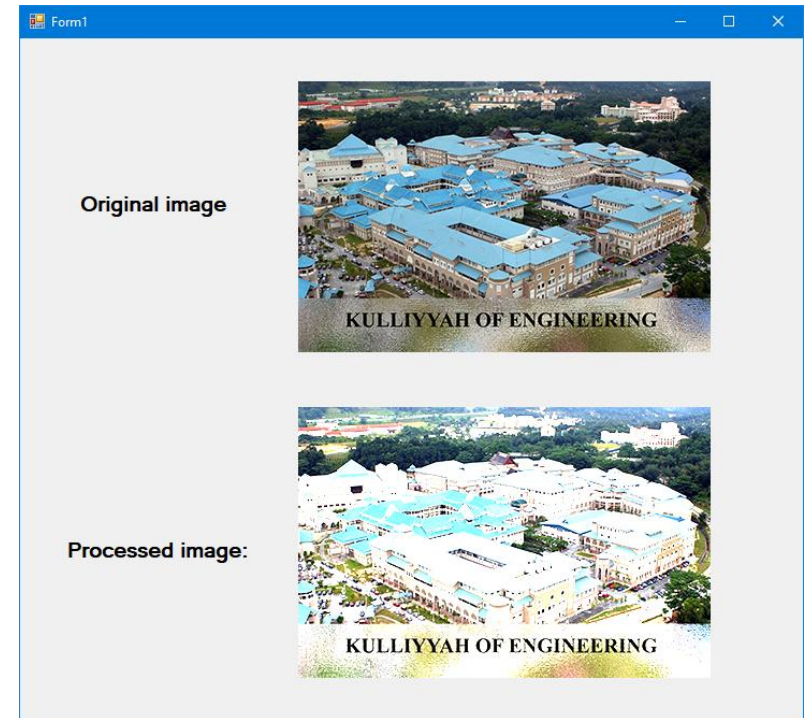 Form1
Original image
KULLIYYAH OF ENGINEERING
Processed image:
KULLIYYAH OF ENGINEERING